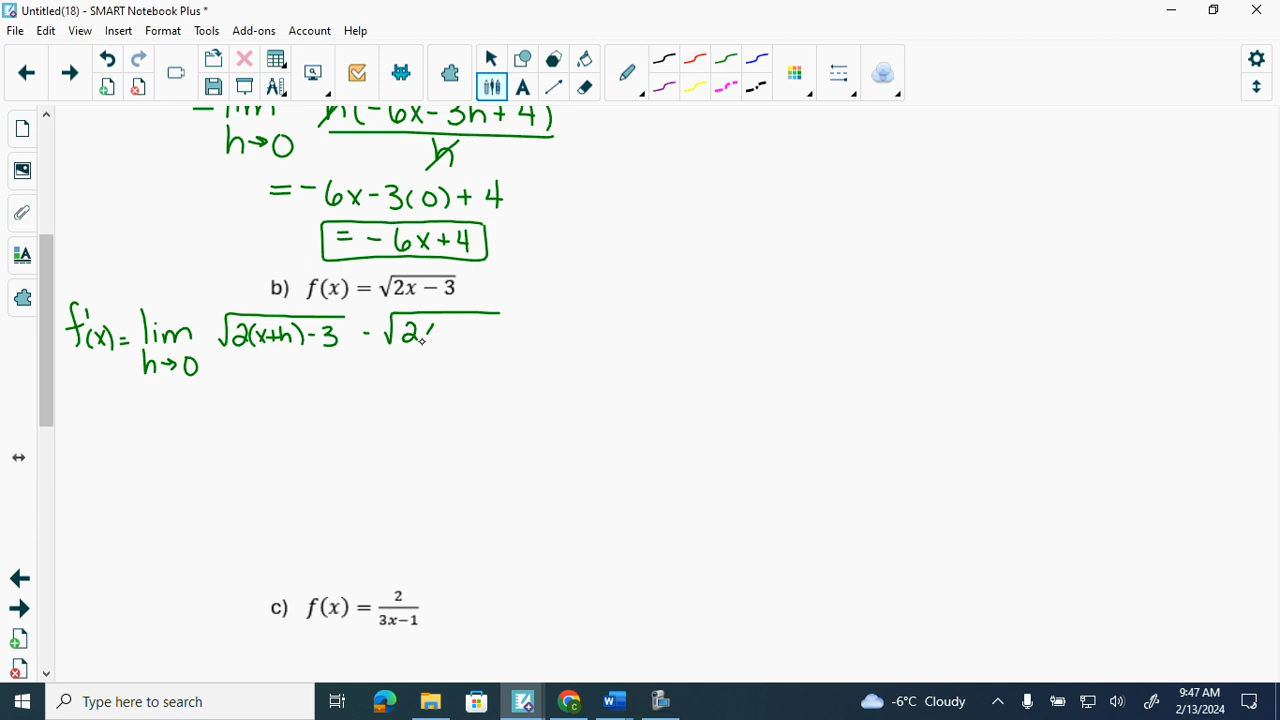 Untitled(18) - SMART Notebook Plus *
File Edit View Insert Format Tools Add-ons Account Help
= lim h(-6x-3h+4)
h→0 h
= -6x-3(0)+4
= -6x+4
b) f(x) = √2x − 3
f'(x) = lim √2(x+h)-3 - √2
h→0
c) f(x) = 2
3x−1
Type here to search
-6°C Cloudy
9:47 AM
2/13/2024